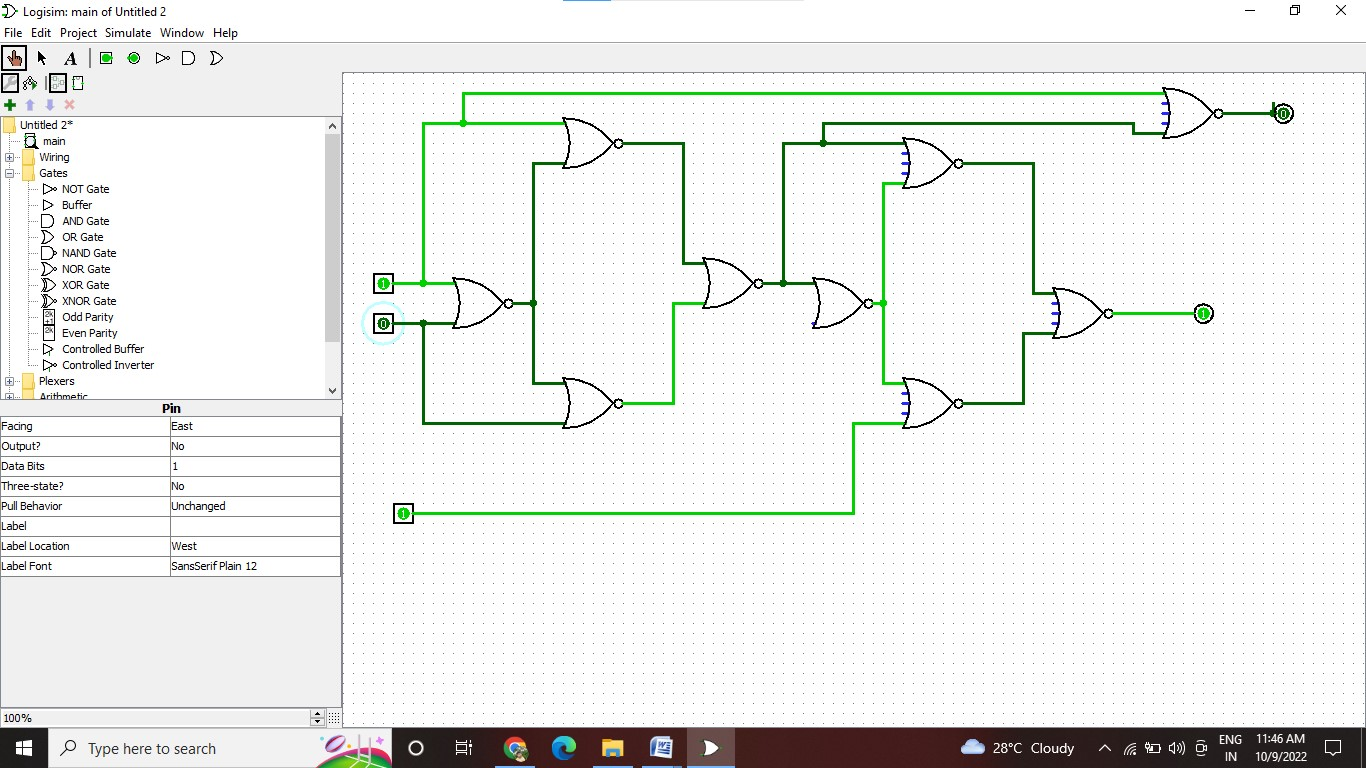 Logisim: main of Untitled 2
File Edit Project Simulate Window Help
A
Untitled 2*
main
Wiring
Gates
NOT Gate
Buffer
AND Gate
OR Gate
NAND Gate
NOR Gate
XOR Gate
XNOR Gate
Odd Parity
Even Parity
Controlled Buffer
Controlled Inverter
Plexers
Arithmetic
Pin
Facing East
Output? No
Data Bits 1
Three-state? No
Pull Behavior Unchanged
Label
Label Location West
Label Font SansSerif Plain 12
100%
0
1
0
1
1
Type here to search
28°C Cloudy
ENG
IN
11:46 AM
10/9/2022